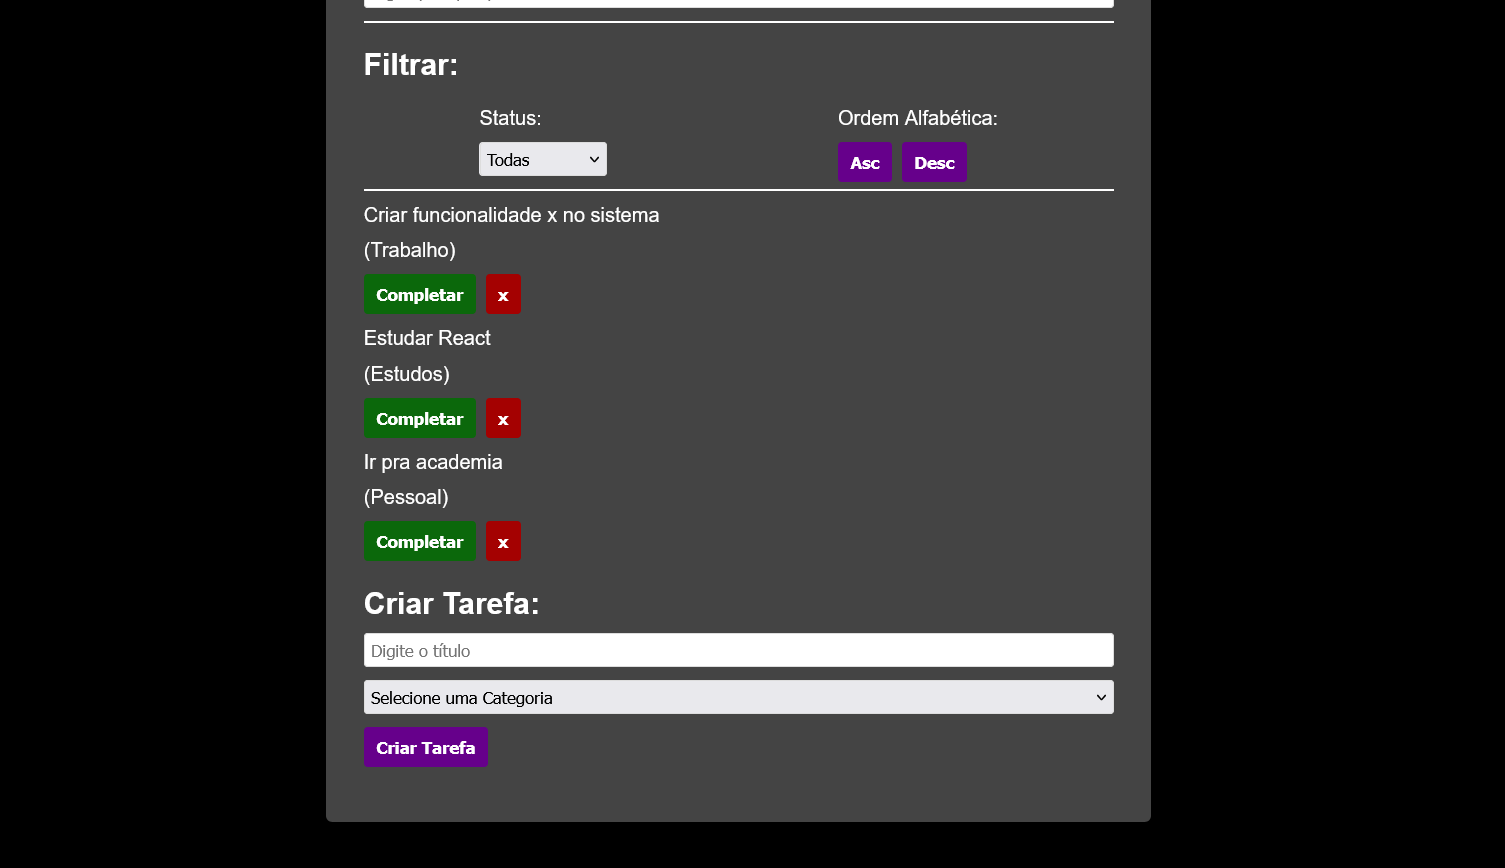 Filtrar:
Status:
Ordem Alfabética:
Todas
Asc
Desc
Criar funcionalidade x no sistema
(Trabalho)
Completar
x
Estudar React
(Estudos)
Completar
x
Ir pra academia
(Pessoal)
Completar
x
Criar Tarefa:
Digite o título
Selecione uma Categoria
Criar Tarefa